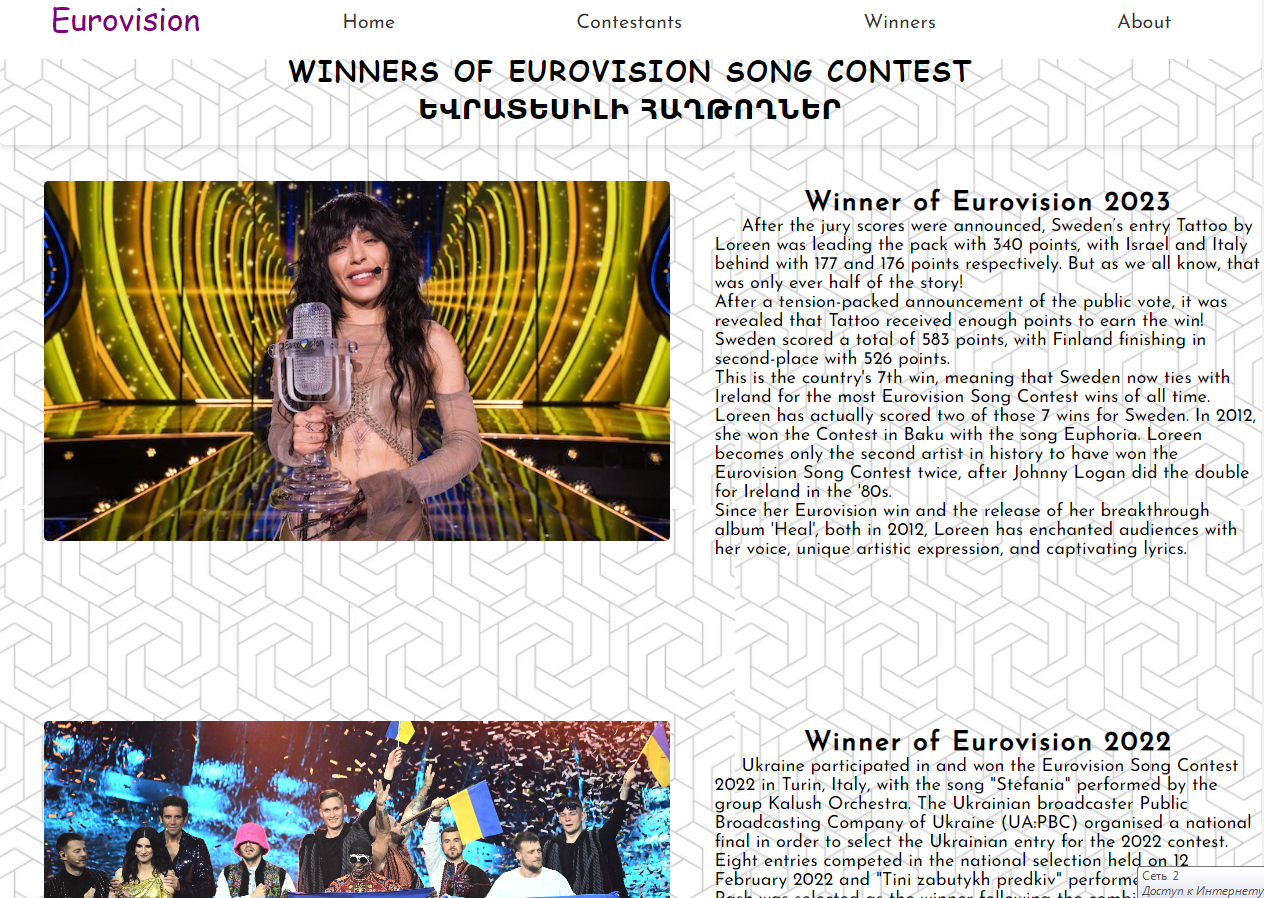 Eurovision
Home
Contestants
Winners
About
WINNERS OF EUROVISION SONG CONTEST
ԵՎՐԱՏԵՍԻԼԻ ՀԱՂԹՈՂՆԵՐ
Winner of Eurovision 2023
After the jury scores were announced, Sweden's entry Tattoo by
Loreen was leading the pack with 340 points, with Israel and Italy
behind with 177 and 176 points respectively. But as we all know, that
was only ever half of the story!
After a tension-packed announcement of the public vote, it was
revealed that Tattoo received enough points to earn the win!
Sweden scored a total of 583 points, with Finland finishing in
second-place with 526 points.
This is the country's 7th win, meaning that Sweden now ties with
Ireland for the most Eurovision Song Contest wins of all time.
Loreen has actually scored two of those 7 wins for Sweden. In 2012,
she won the Contest in Baku with the song Euphoria. Loreen
becomes only the second artist in history to have won the
Eurovision Song Contest twice, after Johnny Logan did the double
for Ireland in the '80s.
Since her Eurovision win and the release of her breakthrough
album 'Heal', both in 2012, Loreen has enchanted audiences with
her voice, unique artistic expression, and captivating lyrics.
Winner of Eurovision 2022
Ukraine participated in and won the Eurovision Song Contest
2022 in Turin, Italy, with the song "Stefania" performed by the
group Kalush Orchestra. The Ukrainian broadcaster Public
Broadcasting Company of Ukraine (UA:PBC) organised a national
final in order to select the Ukrainian entry for the 2022 contest.
Eight entries competed in the national selection held on 12
February 2022 and "Tini zabutykh predkiv" performe
Сеть 2
Доступ к Интернету